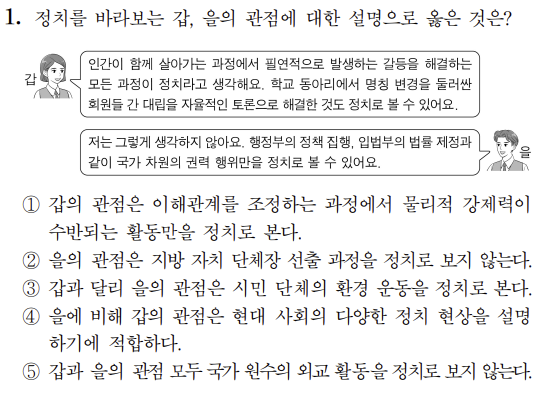 1. 정치를 바라보는 갑, 을의 관점에 대한 설명으로 옳은 것은?
인간이 함께 살아가는 과정에서 필연적으로 발생하는 갈등을 해결하는
갑 모든 과정이 정치라고 생각해요. 학교 동아리에서 명칭 변경을 둘러싼
회원들 간 대립을 자율적인 토론으로 해결한 것도 정치로 볼 수 있어요.
저는 그렇게 생각하지 않아요. 행정부의 정책 집행, 입법부의 법률 제정과
같이 국가 차원의 권력 행위만을 정치로 볼 수 있어요. 을
① 갑의 관점은 이해관계를 조정하는 과정에서 물리적 강제력이
수반되는 활동만을 정치로 본다.
② 을의 관점은 지방 자치 단체장 선출 과정을 정치로 보지 않는다.
③ 갑과 달리 을의 관점은 시민 단체의 환경 운동을 정치로 본다.
④ 을에 비해 갑의 관점은 현대 사회의 다양한 정치 현상을 설명
하기에 적합하다.
⑤ 갑과 을의 관점 모두 국가 원수의 외교 활동을 정치로 보지 않는다.